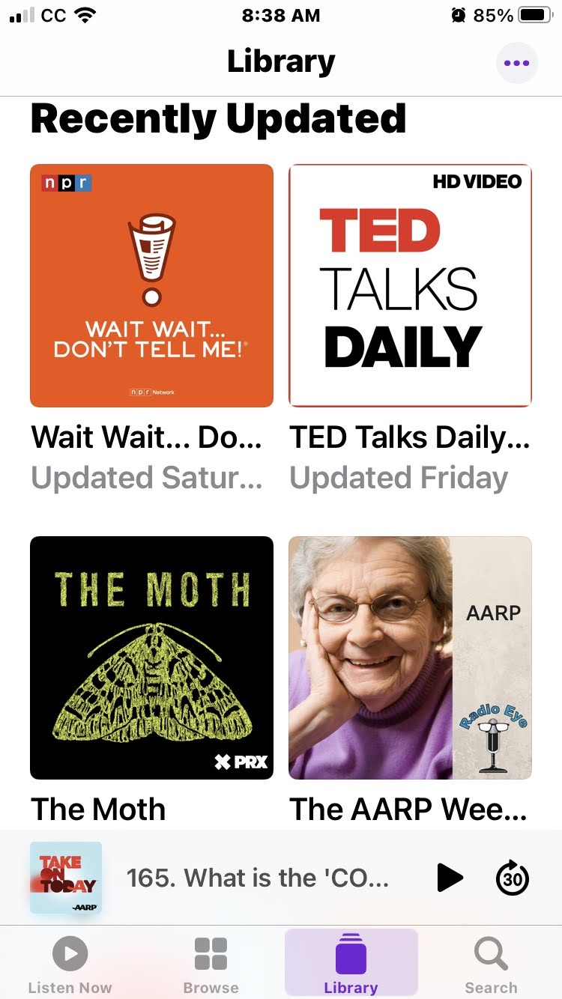 CC 8:38 AM 85%
Library
Recently Updated
npr
WAIT WAIT...
DON'T TELL ME!®
npr Network
HD VIDEO
TED
TALKS
DAILY
Wait Wait... Do...
Updated Satur...
TED Talks Daily...
Updated Friday
THE MOTH
PRX
AARP
Radio Eye
The Moth
The AARP Wee...
TAKE
ON
TODAY
AARP
165. What is the 'CO...
30
Listen Now
Browse
Library
Search